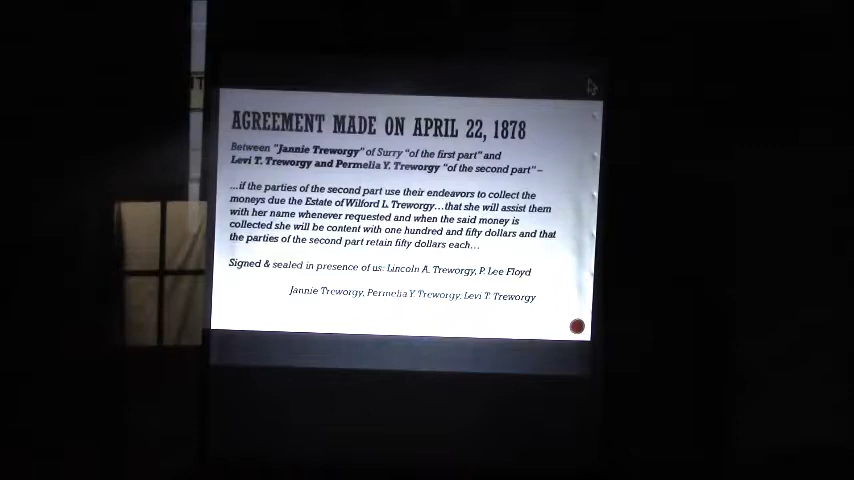 IT
AGREEMENT MADE ON APRIL 22, 1878
Between "Jannie Treworgy" of Surry "of the first part" and
Levi T. Treworgy and Permelia Y. Treworgy "of the second part" –
...if the parties of the second part use their endeavors to collect the
moneys due the Estate of Wilford L. Treworgy...that she will assist them
with her name whenever requested and when the said money is
collected she will be content with one hundred and fifty dollars and that
the parties of the second part retain fifty dollars each...
Signed & sealed in presence of us: Lincoln A. Treworgy, P. Lee Floyd
Jannie Treworgy, Permelia Y. Treworgy, Levi T. Treworgy